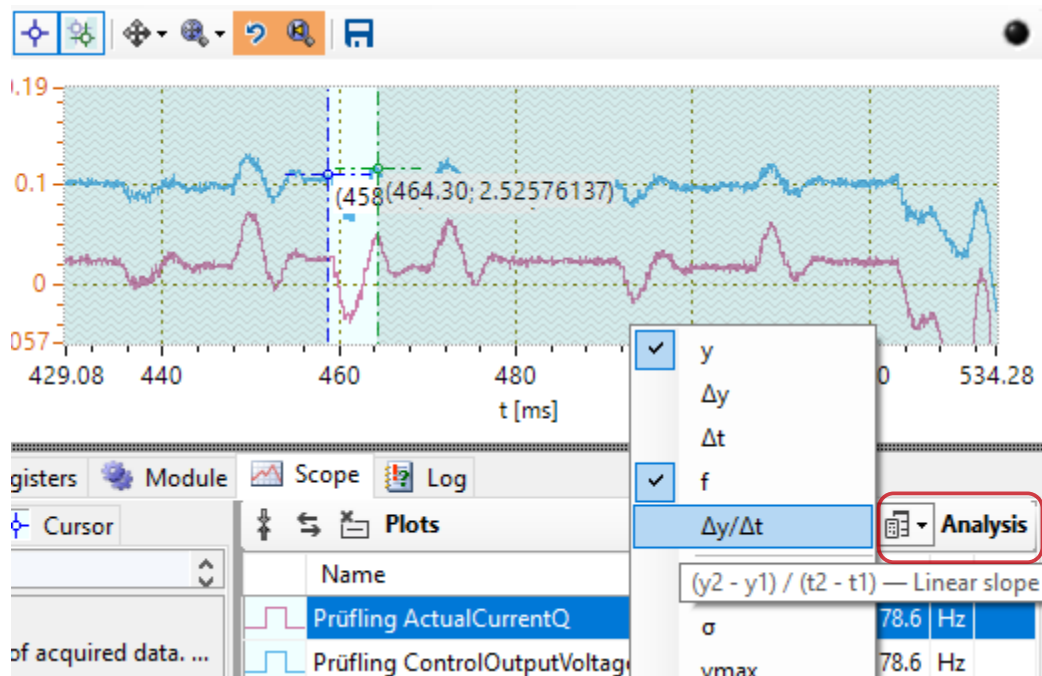 0.19
0.1
(458
(464.30; 2.52576137)
0
057
429.08 440 460 480 0 534.28
t [ms]
y
Δy
Δt
f
Δy/Δt
(y2 - y1) / (t2 - t1) — Linear slope
σ
ymax
gisters Module Scope Log
Cursor
Plots
Analysis
Name
Prüfling ActualCurrentQ
78.6 Hz
of acquired data. ...
Prüfling ControlOutputVoltage
78.6 Hz